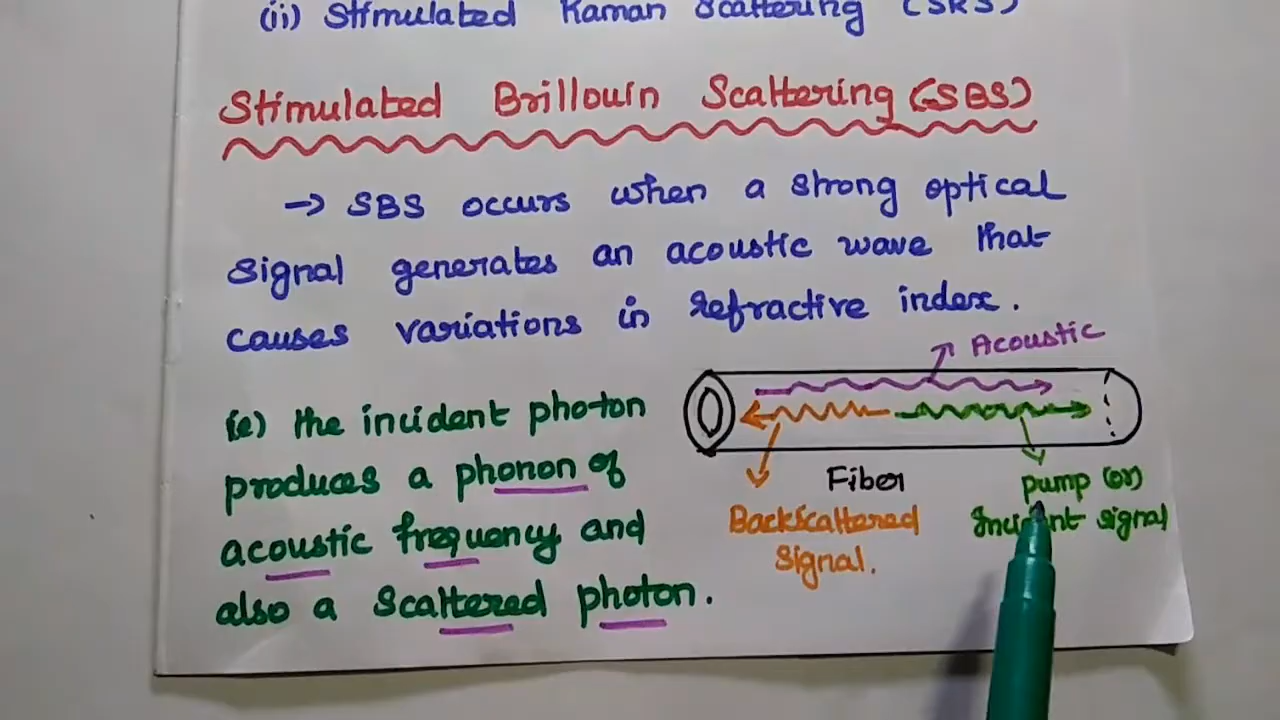 (ii) Stimulated Raman Scattering (SRS)
Stimulated Brillouin Scattering (SBS)
→ SBS occurs when a strong optical
signal generates an acoustic wave that
causes variations in refractive index.
Acoustic
(e) the incident photon
produces a phonon of
acoustic frequency and
also a scattered photon.
Fiber
Backscattered
Signal.
pump (or)
Incident signal